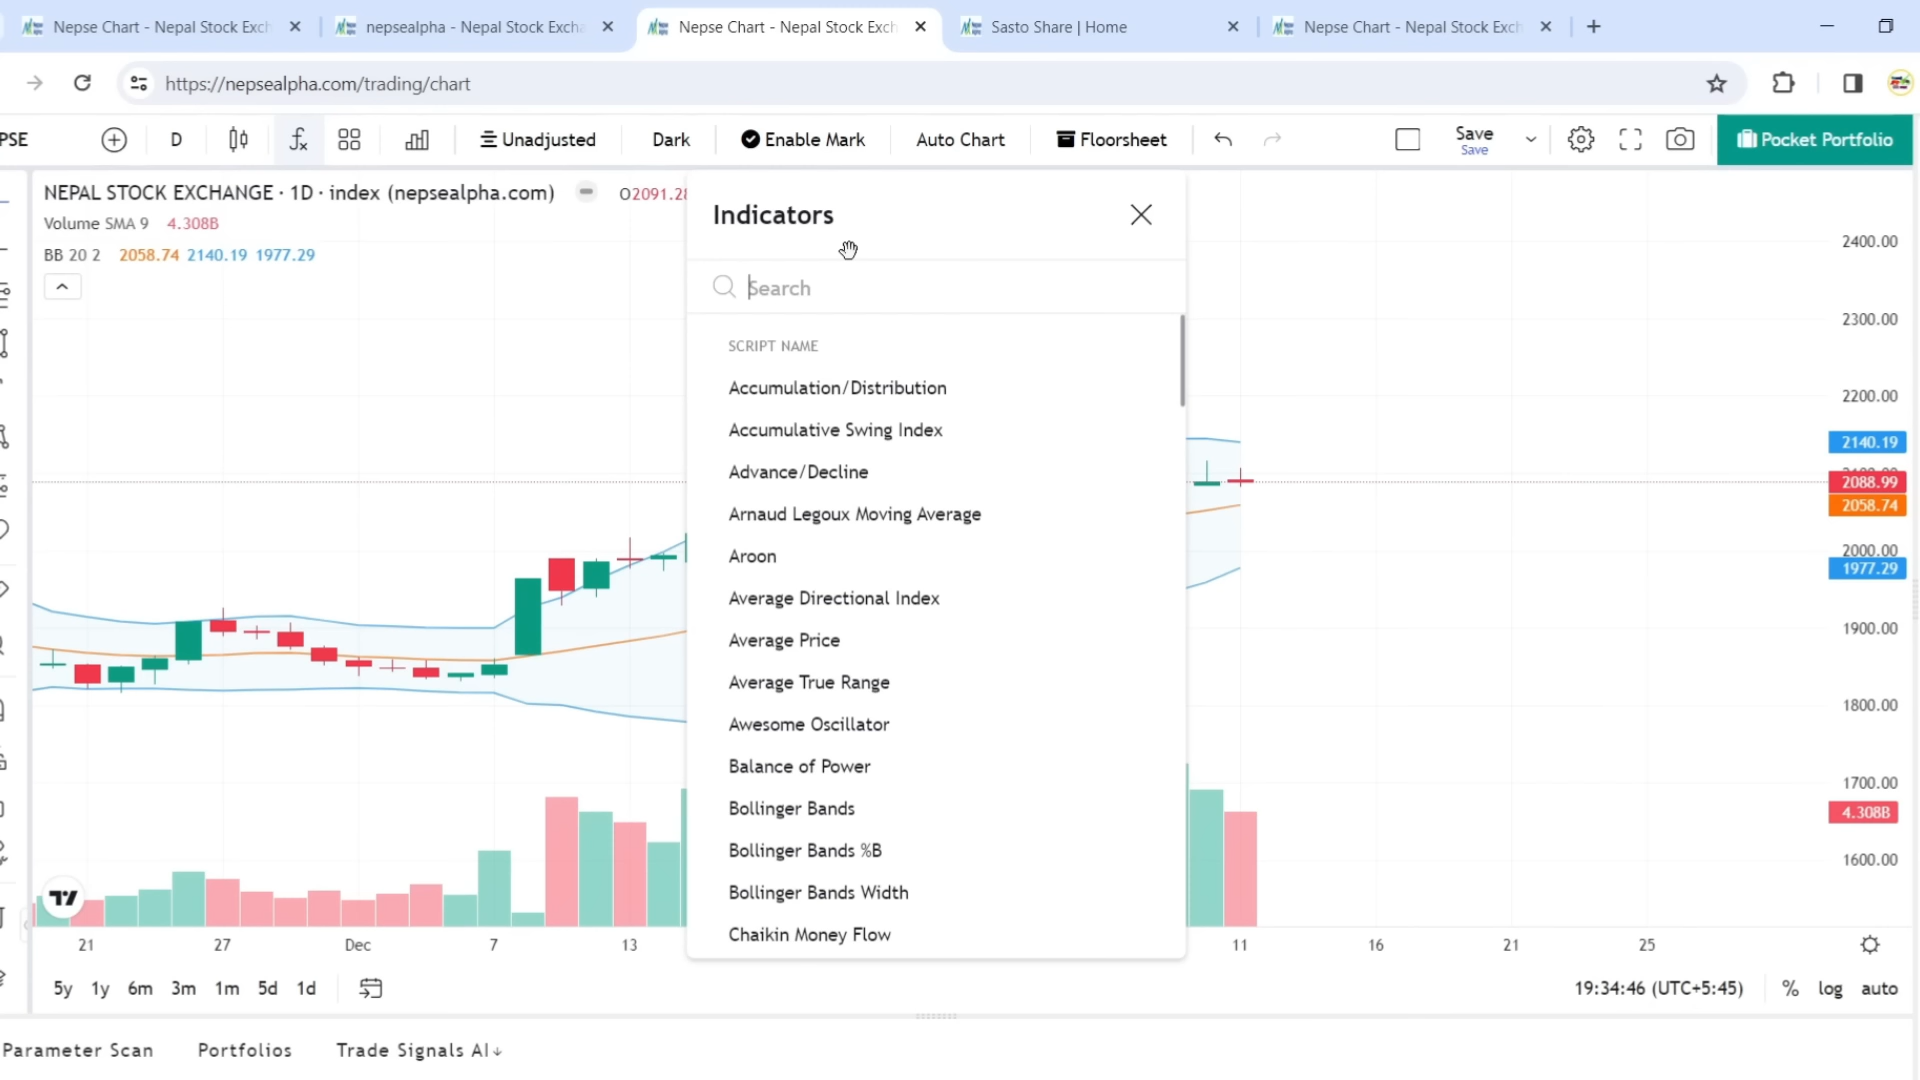 Nepse Chart - Nepal Stock Exch
nepsealpha - Nepal Stock Excha
Nepse Chart - Nepal Stock Exch
Sasto Share | Home
Nepse Chart - Nepal Stock Exch
https://nepsealpha.com/trading/chart
PSE
D
Unadjusted
Dark
Enable Mark
Auto Chart
Floorsheet
Save
Save
Pocket Portfolio
NEPAL STOCK EXCHANGE · 1D · index (nepsealpha.com)
O2091.28
Volume SMA 9 4.308B
BB 20 2 2058.74 2140.19 1977.29
Indicators
Search
SCRIPT NAME
Accumulation/Distribution
Accumulative Swing Index
Advance/Decline
Arnaud Legoux Moving Average
Aroon
Average Directional Index
Average Price
Average True Range
Awesome Oscillator
Balance of Power
Bollinger Bands
Bollinger Bands %B
Bollinger Bands Width
Chaikin Money Flow
2400.00
2300.00
2200.00
2140.19
2088.99
2058.74
2000.00
1977.29
1900.00
1800.00
1700.00
4.308B
1600.00
21
27
Dec
7
13
11
16
21
25
5y
1y
6m
3m
1m
5d
1d
19:34:46 (UTC+5:45)
%
log
auto
Parameter Scan
Portfolios
Trade Signals AI↓